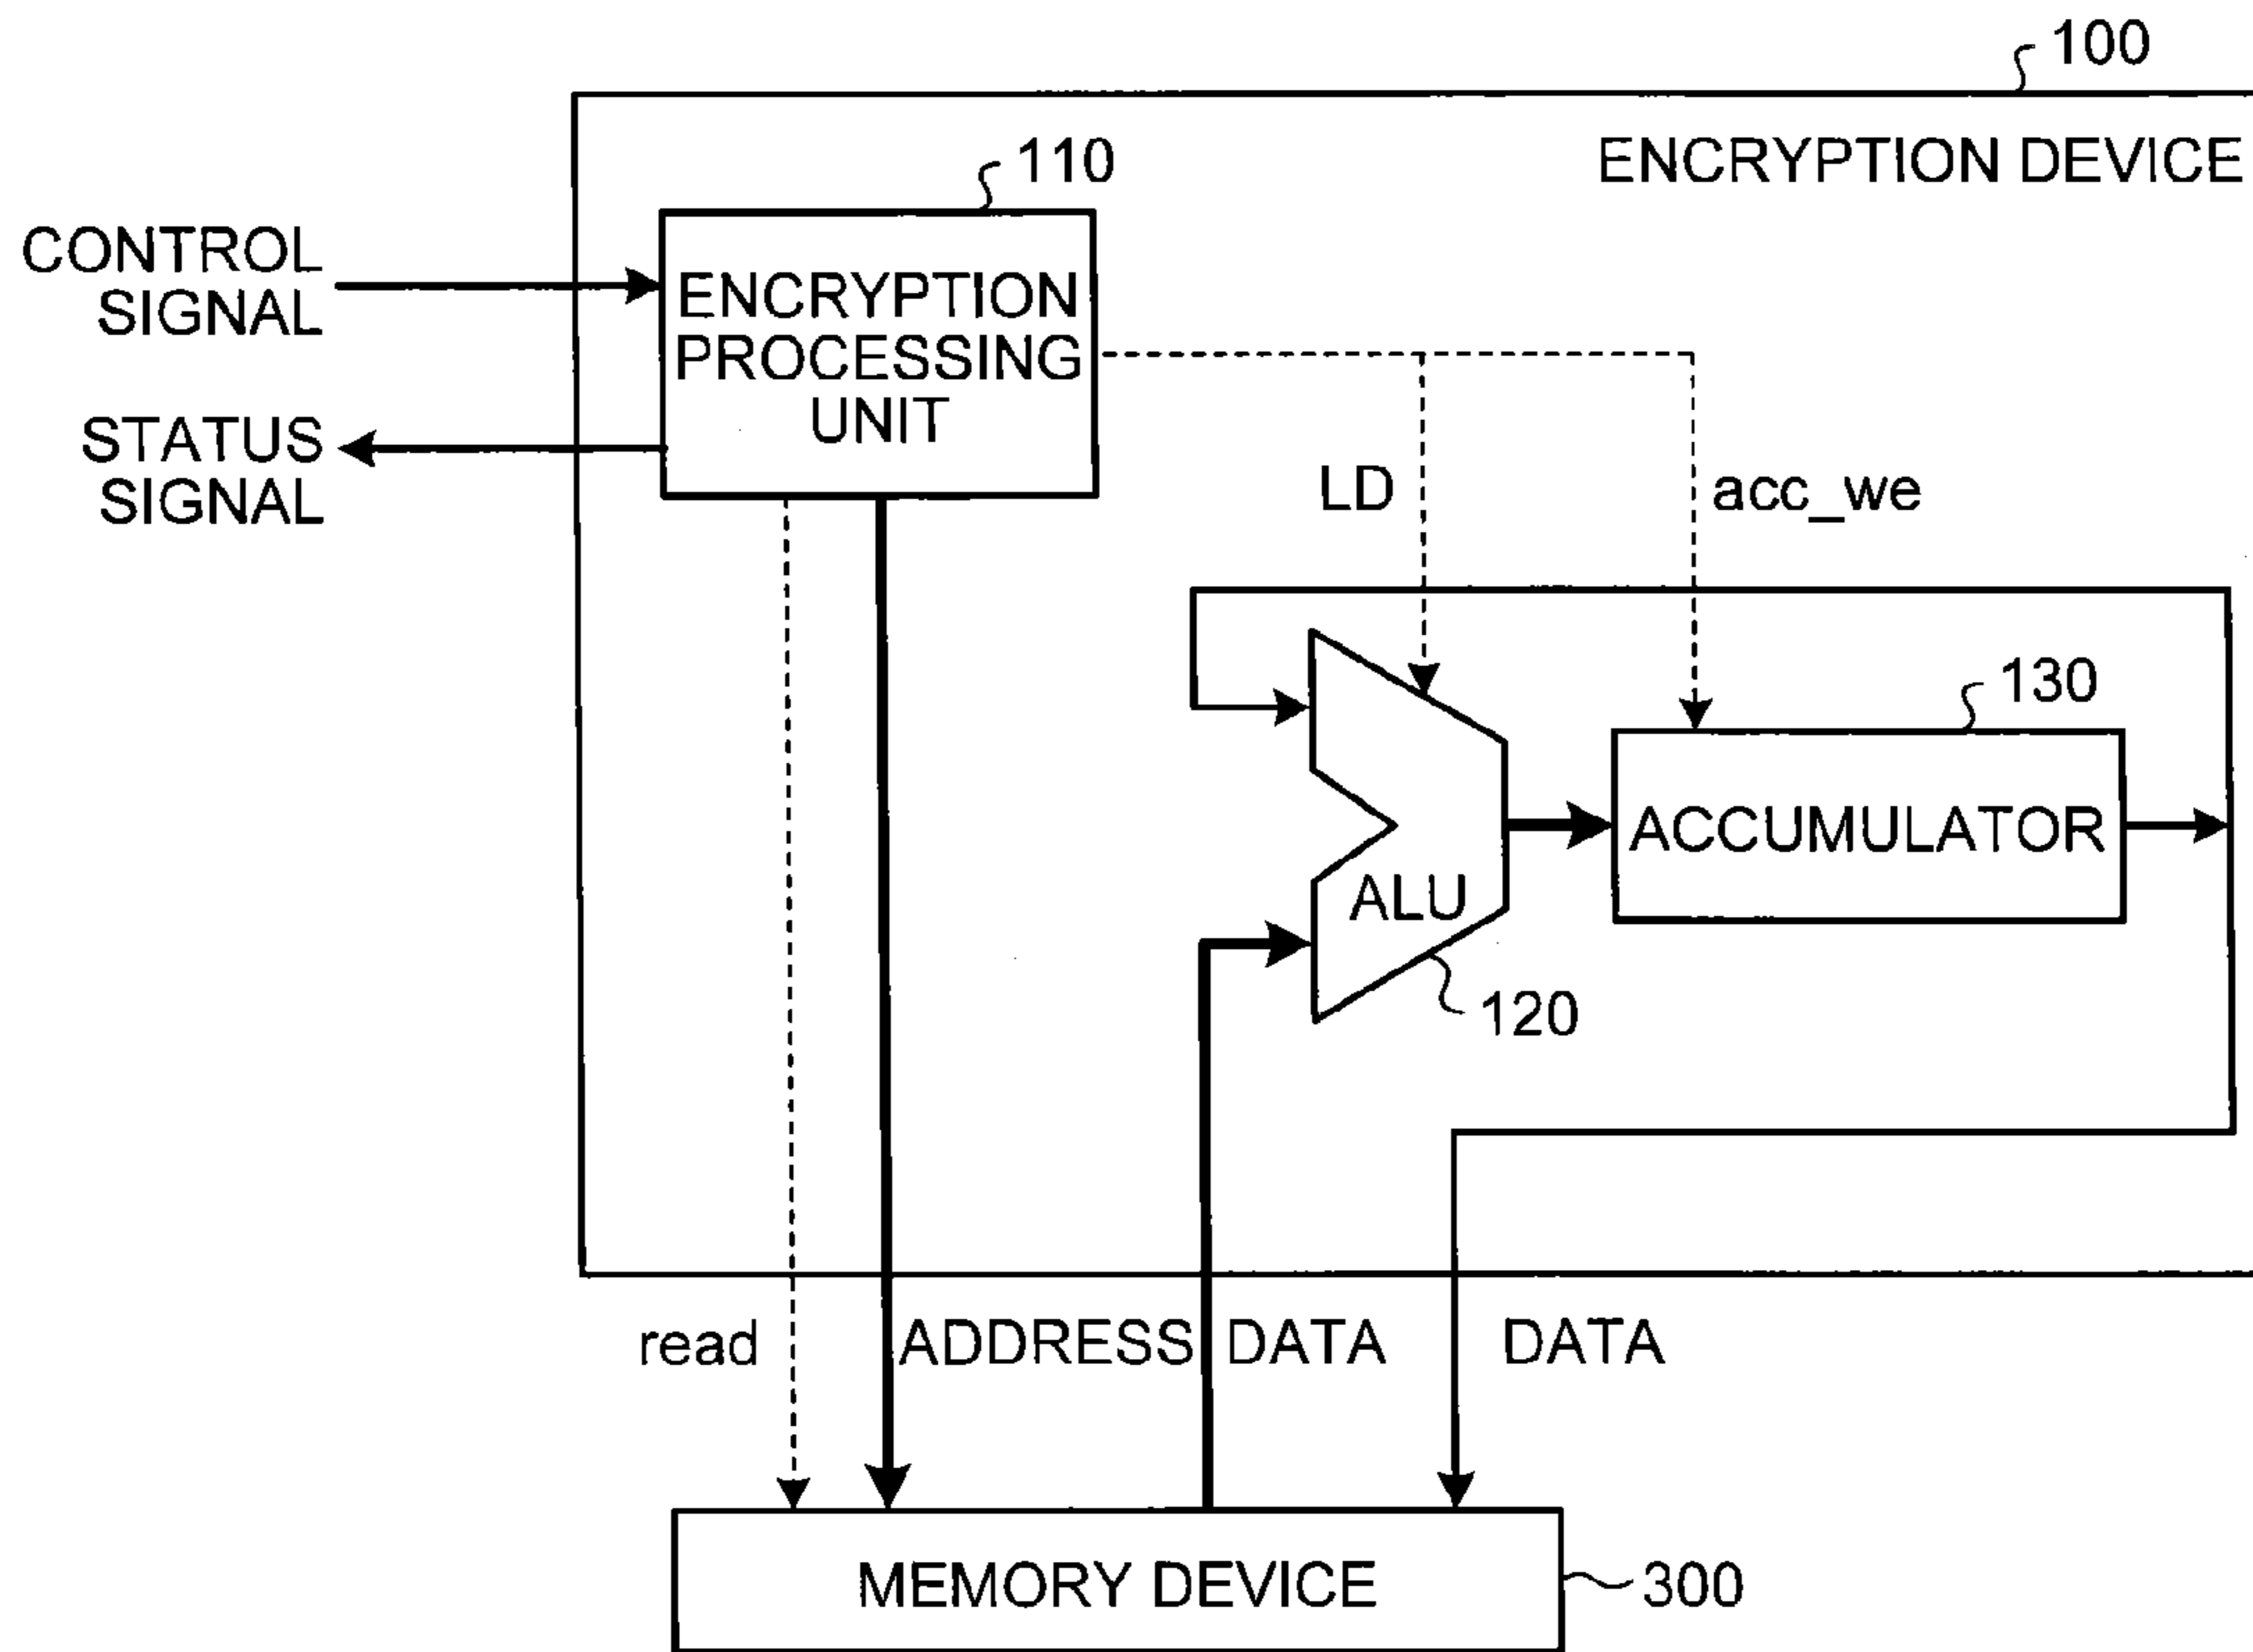 100
ENCRYPTION DEVICE
110
CONTROL
SIGNAL
ENCRYPTION
PROCESSING
UNIT
STATUS
SIGNAL
LD
acc_we
130
ACCUMULATOR
ALU
120
read
ADDRESS
DATA
DATA
MEMORY DEVICE
300